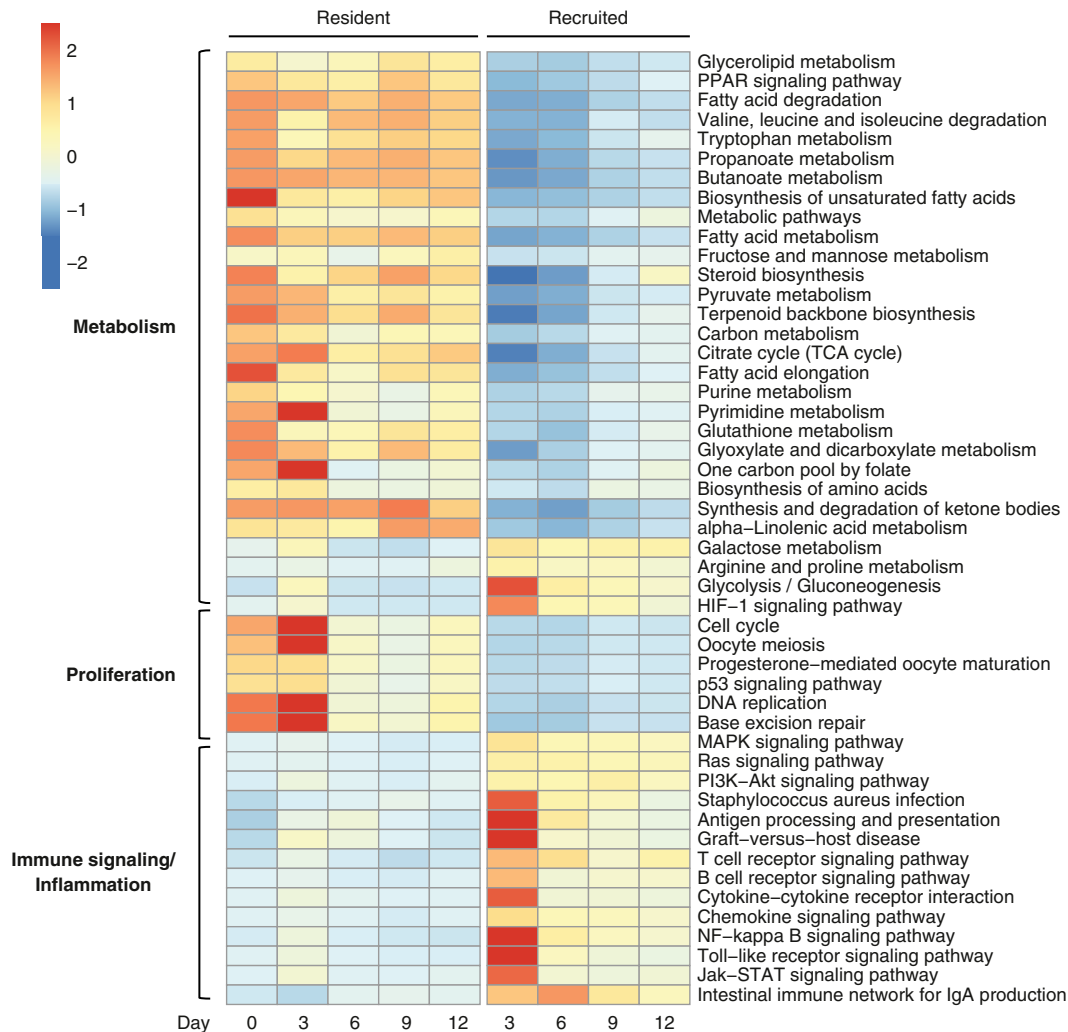 Resident
Recruited
2
1
0
−1
−2
Glycerolipid metabolism
PPAR signaling pathway
Fatty acid degradation
Valine, leucine and isoleucine degradation
Tryptophan metabolism
Propanoate metabolism
Butanoate metabolism
Biosynthesis of unsaturated fatty acids
Metabolic pathways
Fatty acid metabolism
Fructose and mannose metabolism
Steroid biosynthesis
Pyruvate metabolism
Metabolism
Terpenoid backbone biosynthesis
Carbon metabolism
Citrate cycle (TCA cycle)
Fatty acid elongation
Purine metabolism
Pyrimidine metabolism
Glutathione metabolism
Glyoxylate and dicarboxylate metabolism
One carbon pool by folate
Biosynthesis of amino acids
Synthesis and degradation of ketone bodies
alpha−Linolenic acid metabolism
Galactose metabolism
Arginine and proline metabolism
Glycolysis / Gluconeogenesis
HIF−1 signaling pathway
Cell cycle
Oocyte meiosis
Proliferation
Progesterone−mediated oocyte maturation
p53 signaling pathway
DNA replication
Base excision repair
MAPK signaling pathway
Ras signaling pathway
PI3K−Akt signaling pathway
Staphylococcus aureus infection
Antigen processing and presentation
Graft−versus−host disease
Immune signaling/
Inflammation
T cell receptor signaling pathway
B cell receptor signaling pathway
Cytokine−cytokine receptor interaction
Chemokine signaling pathway
NF−kappa B signaling pathway
Toll−like receptor signaling pathway
Jak−STAT signaling pathway
Intestinal immune network for IgA production
Day 0 3 6 9 12 3 6 9 12